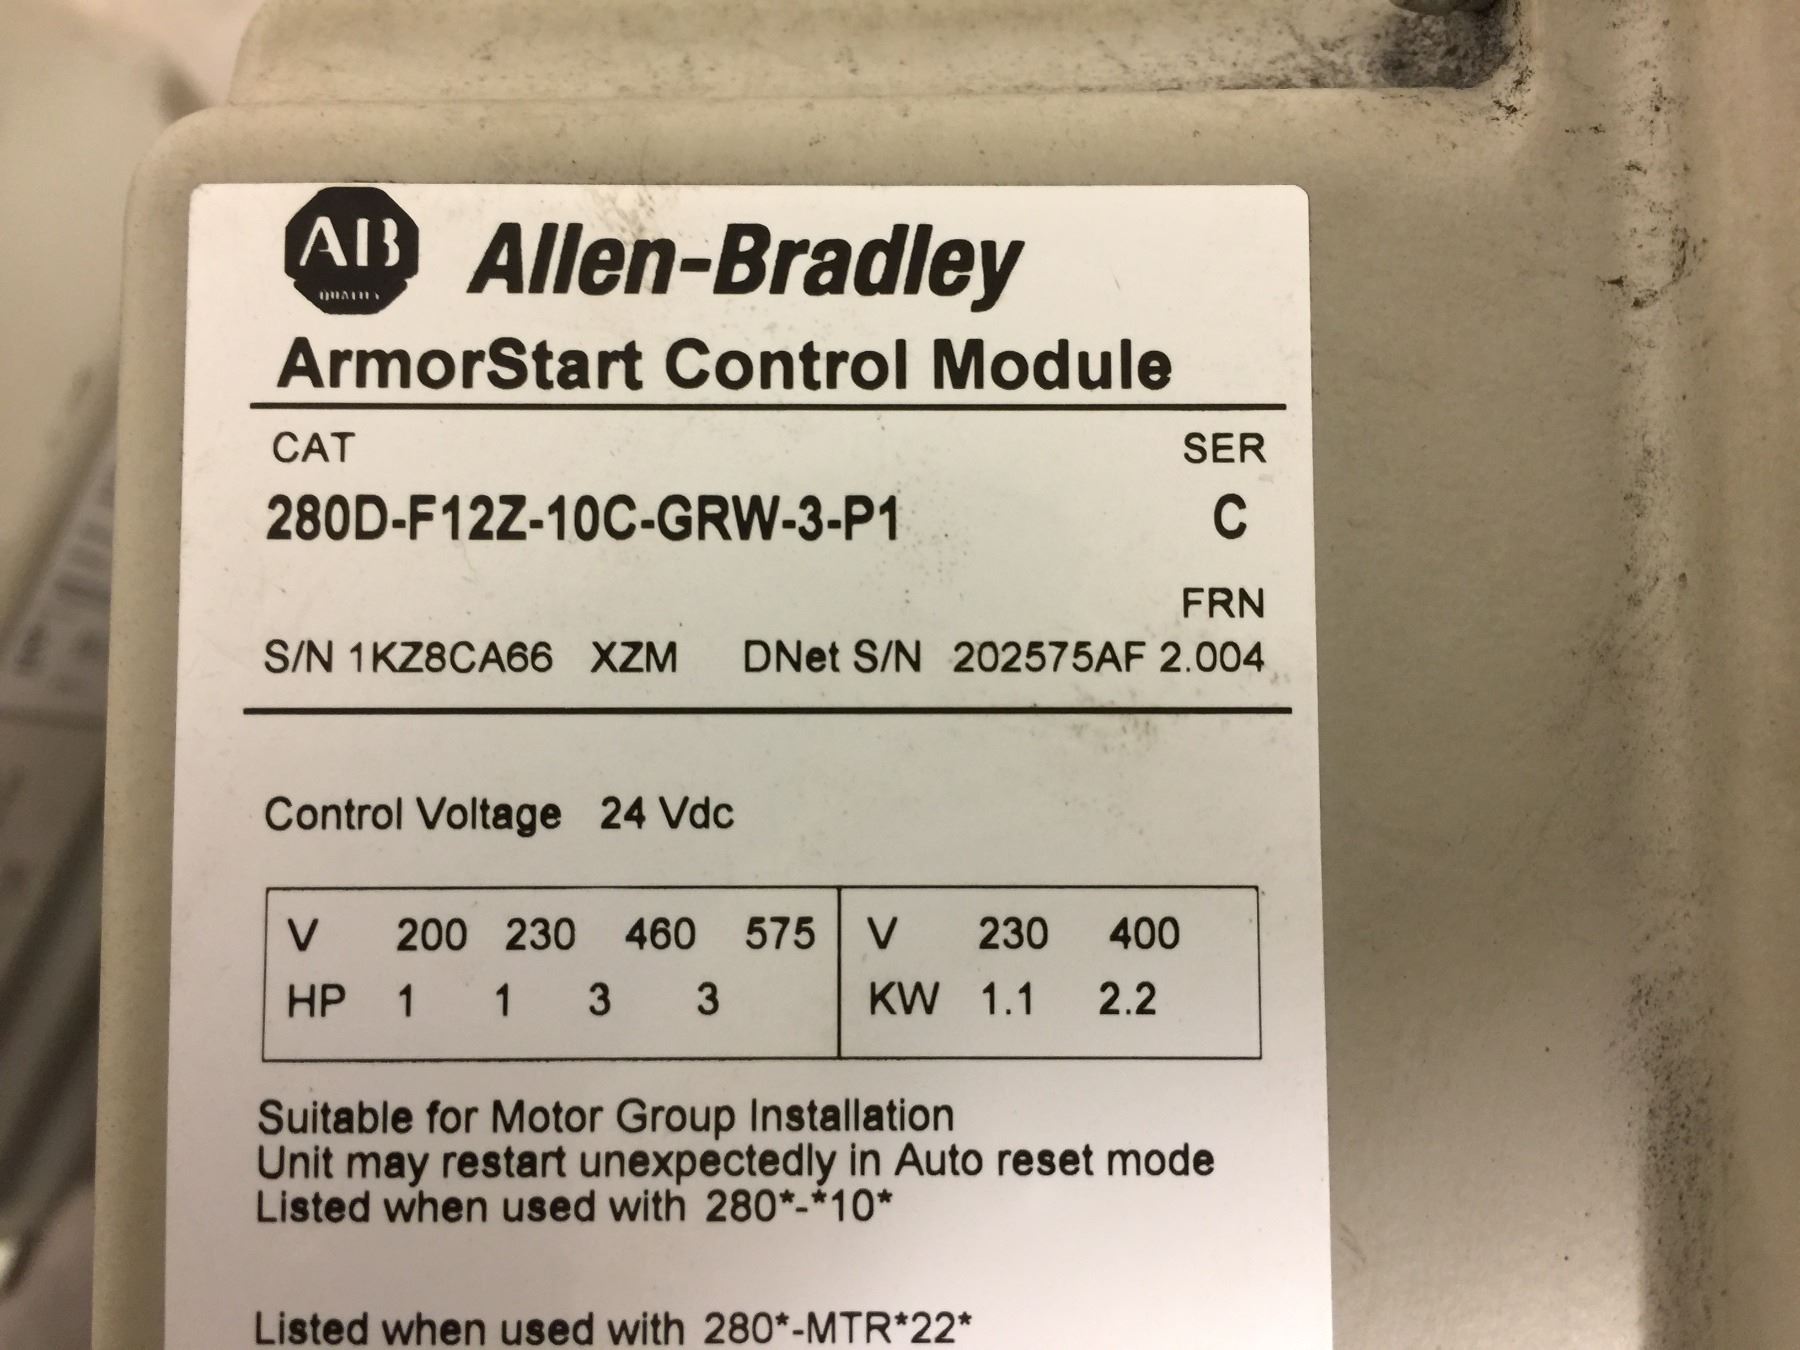 AB
QUALITY
Allen-Bradley
ArmorStart Control Module
CAT SER
280D-F12Z-10C-GRW-3-P1 C
FRN
S/N 1KZ8CA66 XZM DNet S/N 202575AF 2.004
Control Voltage 24 Vdc
V 200 230 460 575 V 230 400
HP 1 1 3 3 KW 1.1 2.2
Suitable for Motor Group Installation
Unit may restart unexpectedly in Auto reset mode
Listed when used with 280*-*10*
Listed when used with 280*-MTR*22*